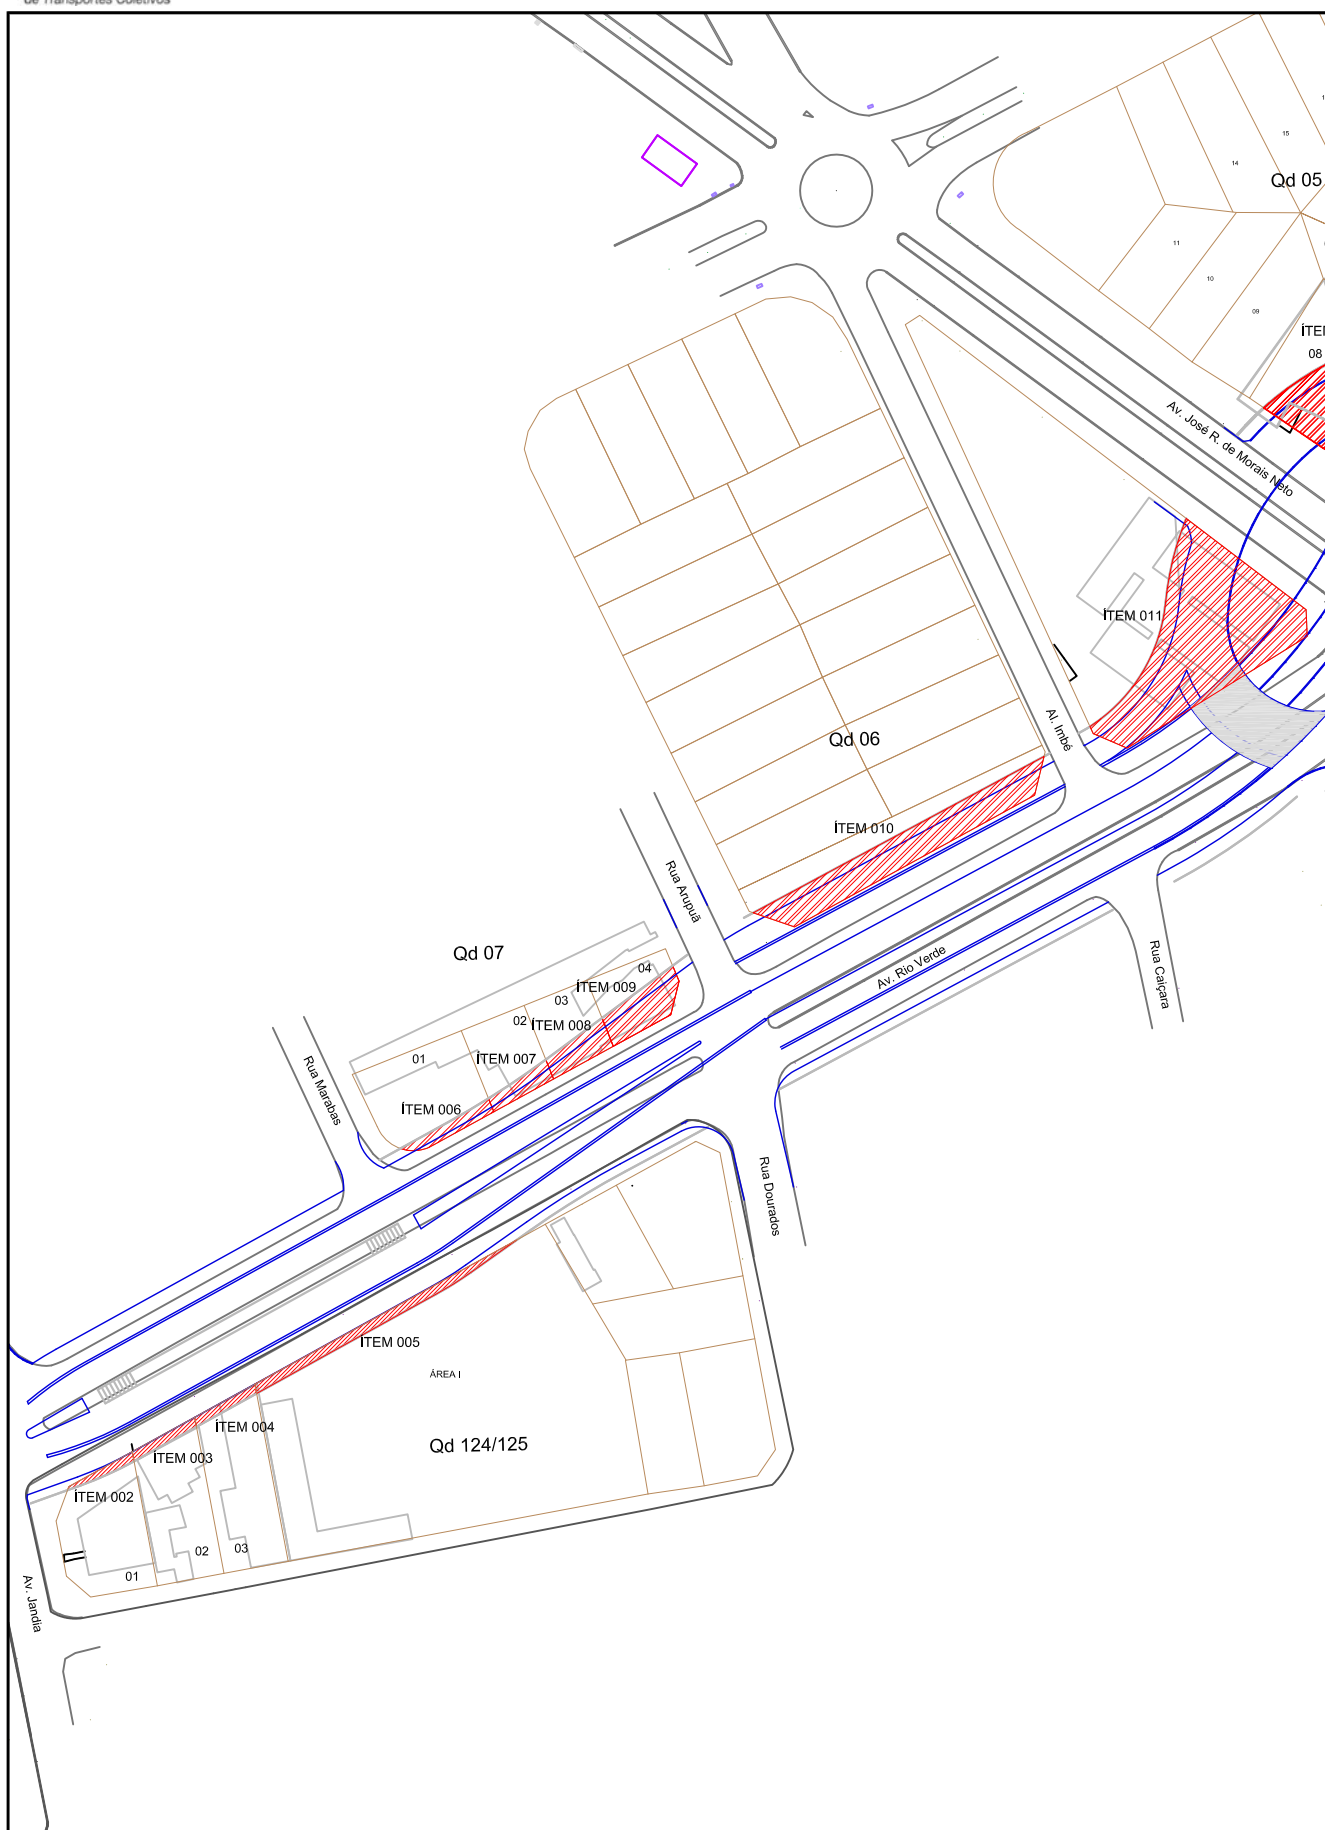 de Transportes Coletivos
15
14
Qd 05
11
10
09
ÍTE
08
Av. José R. de Morais Neto
ÍTEM 011
Al. Imbé
Qd 06
ÍTEM 010
Rua Arupuã
Qd 07
Av. Rio Verde
Rua Caiçara
04
ÍTEM 009
03
02
ÍTEM 008
01
ÍTEM 007
Rua Marabas
ÍTEM 006
Rua Dourados
ÍTEM 005
ÁREA I
ÍTEM 004
Qd 124/125
ÍTEM 003
ÍTEM 002
02
03
01
Av. Jandia